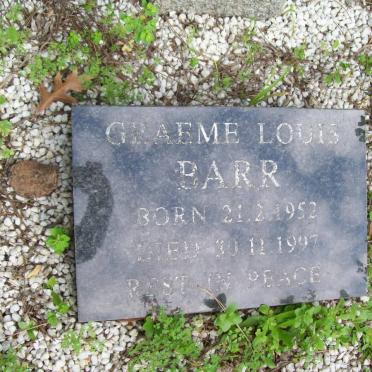 GRAEME LOUIS
BARR
BORN 21.2.1952
DIED 30.11.1997
REST IN PEACE